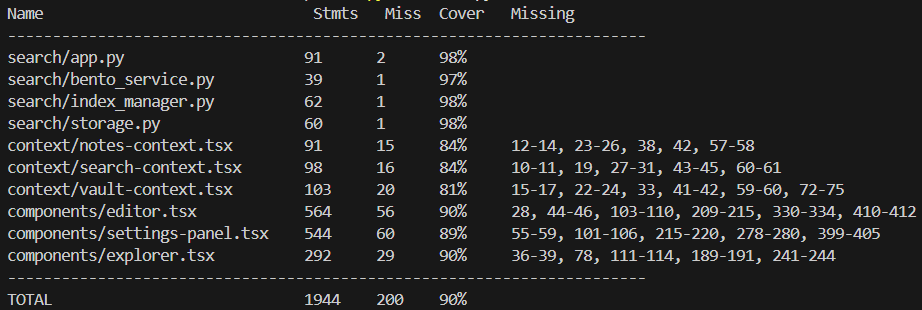 Name Stmts Miss Cover Missing
----------------------------------------------------------------------
search/app.py 91 2 98%
search/bento_service.py 39 1 97%
search/index_manager.py 62 1 98%
search/storage.py 60 1 98%
context/notes-context.tsx 91 15 84% 12-14, 23-26, 38, 42, 57-58
context/search-context.tsx 98 16 84% 10-11, 19, 27-31, 43-45, 60-61
context/vault-context.tsx 103 20 81% 15-17, 22-24, 33, 41-42, 59-60, 72-75
components/editor.tsx 564 56 90% 28, 44-46, 103-110, 209-215, 330-334, 410-412
components/settings-panel.tsx 544 60 89% 55-59, 101-106, 215-220, 278-280, 399-405
components/explorer.tsx 292 29 90% 36-39, 78, 111-114, 189-191, 241-244
----------------------------------------------------------------------
TOTAL 1944 200 90%